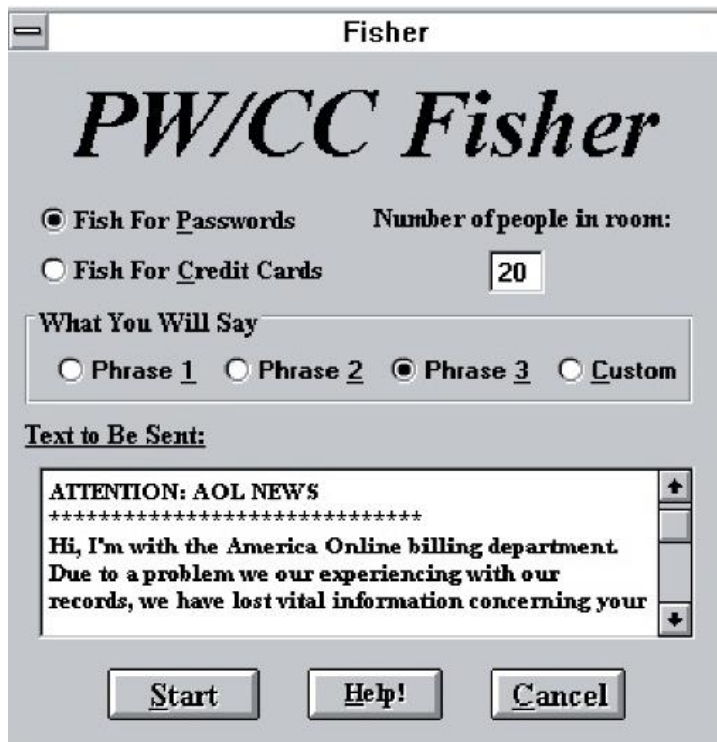 Fisher
PW/CC Fisher
Fish For Passwords
Number of people in room:
Fish For Credit Cards
20
What You Will Say
Phrase 1 Phrase 2 Phrase 3 Custom
Text to Be Sent:
ATTENTION: AOL NEWS
******************************
Hi, I'm with the America Online billing department.
Due to a problem we our experiencing with our
records, we have lost vital information concerning your
Start Help! Cancel